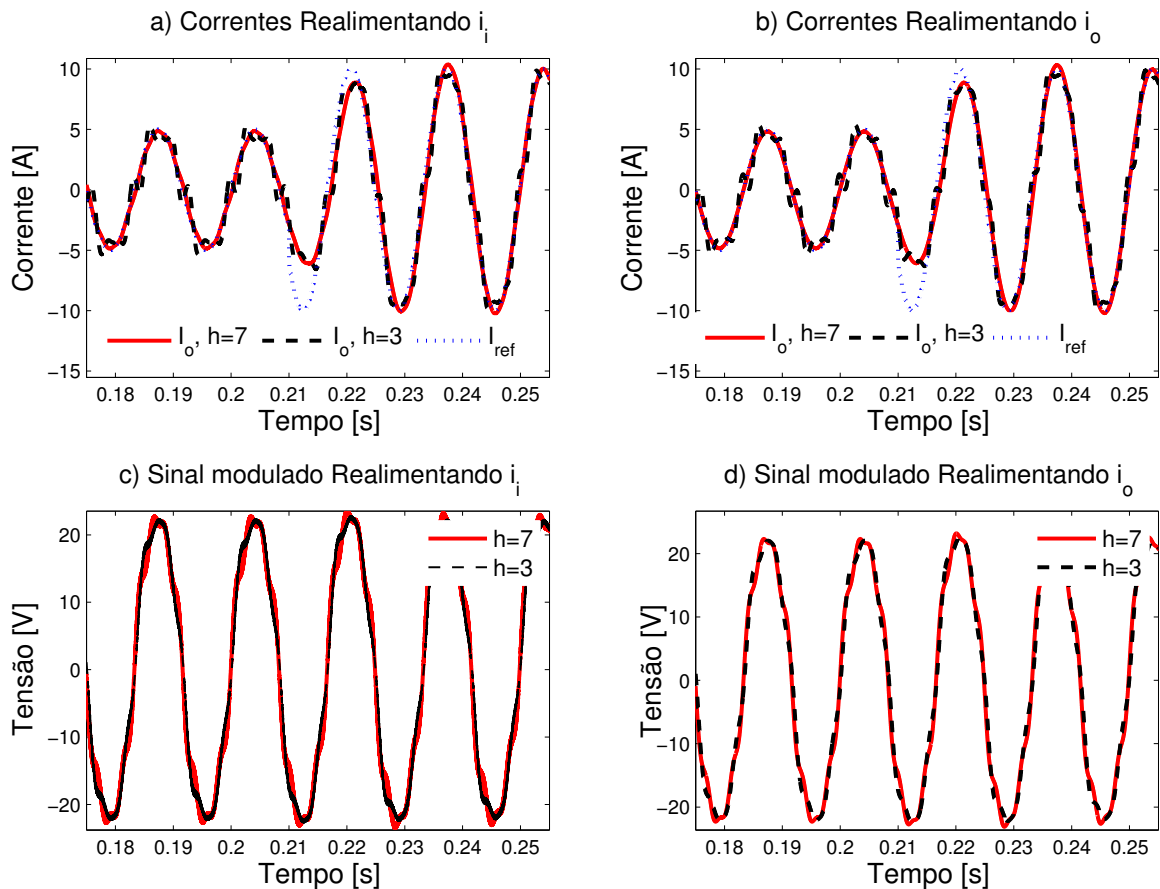 a) Correntes Realimentando i_i
10
5
0
−5
−10
−15
Corrente [A]
I_o, h=7 I_o, h=3 I_ref
0.18 0.19 0.2 0.21 0.22 0.23 0.24 0.25
Tempo [s]
b) Correntes Realimentando i_o
10
5
0
−5
−10
−15
Corrente [A]
I_o, h=7 I_o, h=3 I_ref
0.18 0.19 0.2 0.21 0.22 0.23 0.24 0.25
Tempo [s]
c) Sinal modulado Realimentando i_i
20
10
0
−10
−20
Tensão [V]
h=7
h=3
0.18 0.19 0.2 0.21 0.22 0.23 0.24 0.25
Tempo [s]
d) Sinal modulado Realimentando i_o
20
10
0
−10
−20
Tensão [V]
h=7
h=3
0.18 0.19 0.2 0.21 0.22 0.23 0.24 0.25
Tempo [s]